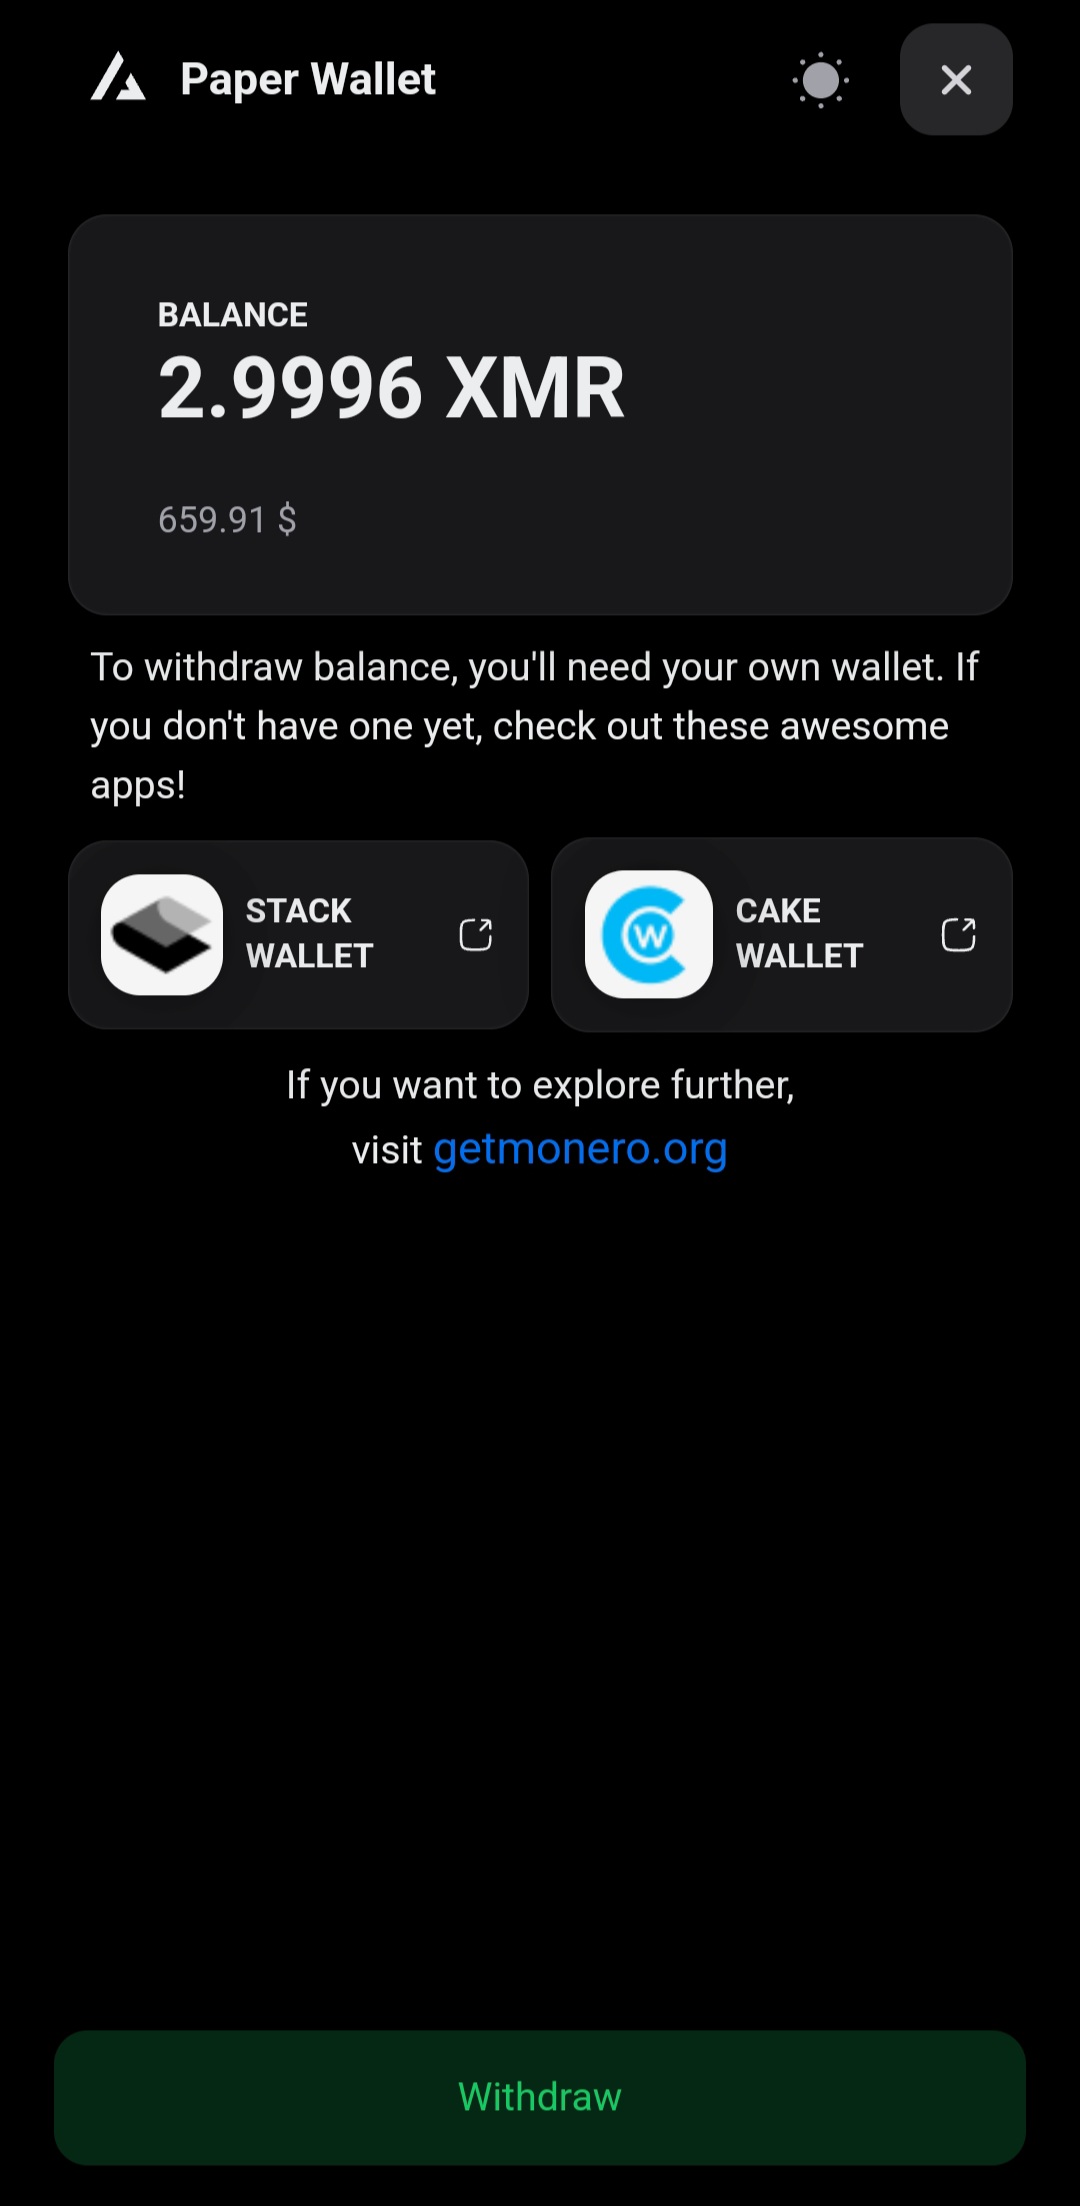 Paper Wallet
BALANCE
2.9996 XMR
659.91 $
To withdraw balance, you'll need your own wallet. If
you don't have one yet, check out these awesome
apps!
STACK
WALLET
CAKE
WALLET
If you want to explore further,
visit getmonero.org
Withdraw